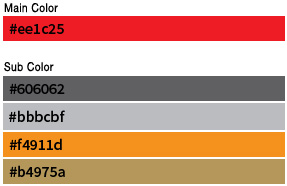 Main Color
#ee1c25
Sub Color
#606062
#bbbcbf
#f4911d
#b4975a